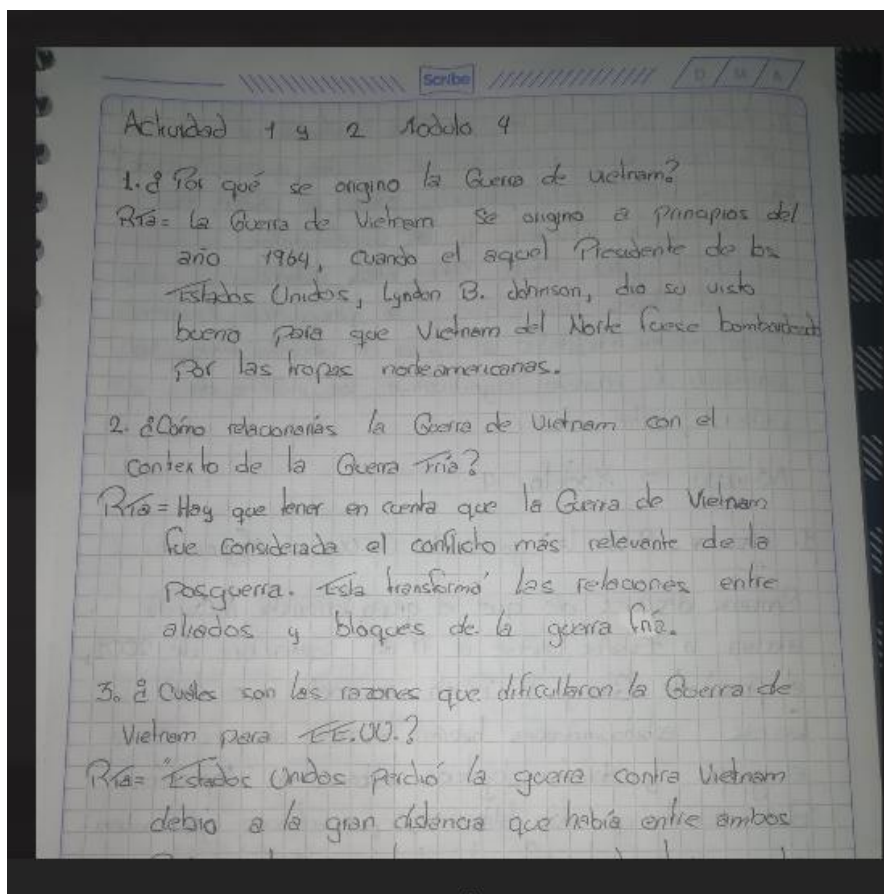 Scribe
D / M / A
Actividad 1 y 2 Modulo 4
1. ¿ Por qué se origino la Guerra de vietnam?
RTa= La Guerra de Vietnam se origino a principios del
año 1964, cuando el aquel Presidente de los
Estados Unidos, Lyndon B. Johnson, dio su visto
bueno para que Vietnam del Norte fuese bombardeado
Por las tropas norteamericanas.
2. ¿Cómo relacionarías la Guerra de Vietnam con el
contexto de la Guerra Fría?
RTa= Hay que tener en cuenta que la Guerra de Vietnam
fue considerada el conflicto más relevante de la
Posguerra. Esta transformó las relaciones entre
aliados y bloques de la guerra fría.
3. ¿ Cuáles son las razones que dificultaron la Guerra de
Vietnam para EE.UU.?
RTa= Estados Unidos perdió la guerra contra Vietnam
debio a la gran distancia que había entre ambos